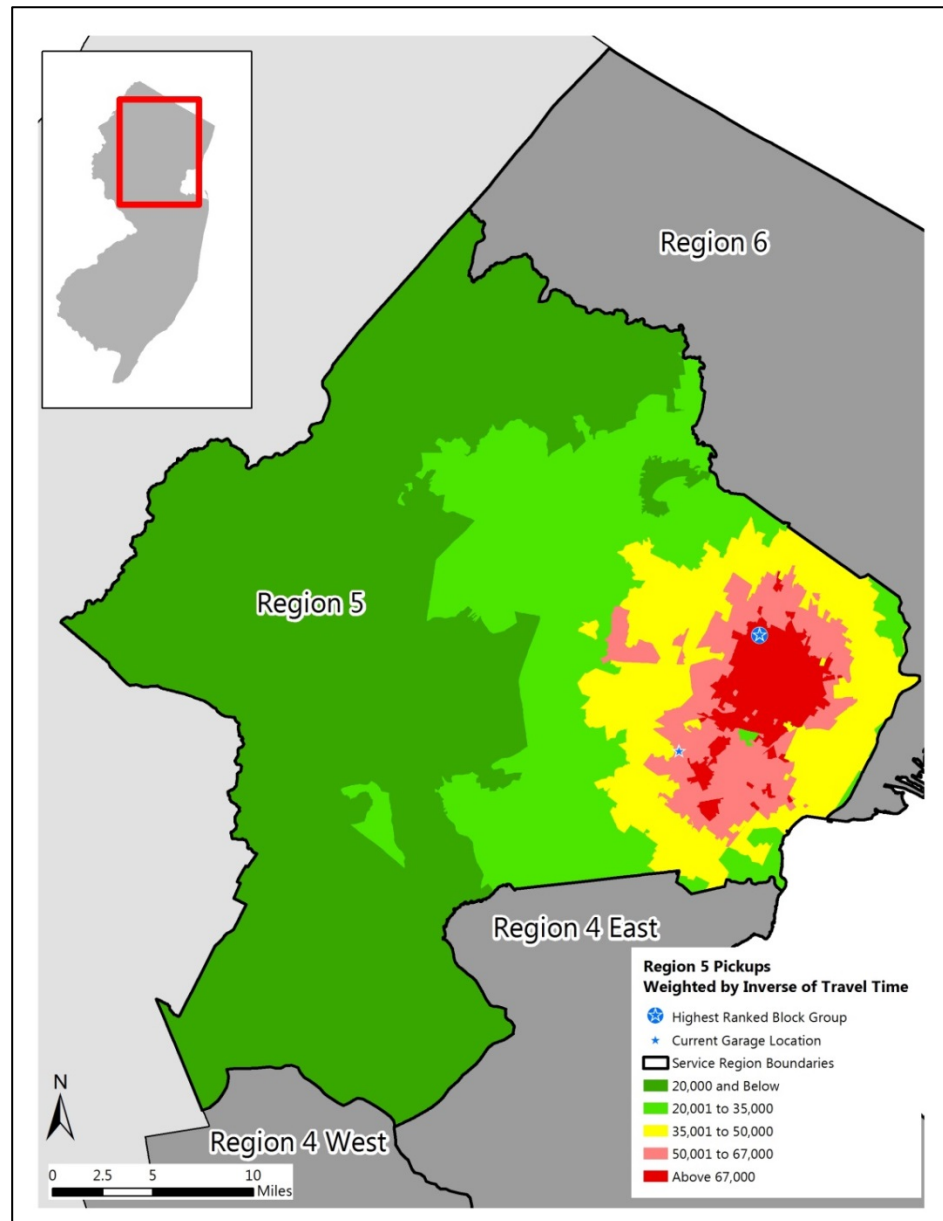 Region 6
Region 5
Region 4 East
Region 4 West
N
0 2.5 5 10
Miles
Region 5 Pickups
Weighted by Inverse of Travel Time
Highest Ranked Block Group
Current Garage Location
Service Region Boundaries
20,000 and Below
20,001 to 35,000
35,001 to 50,000
50,001 to 67,000
Above 67,000